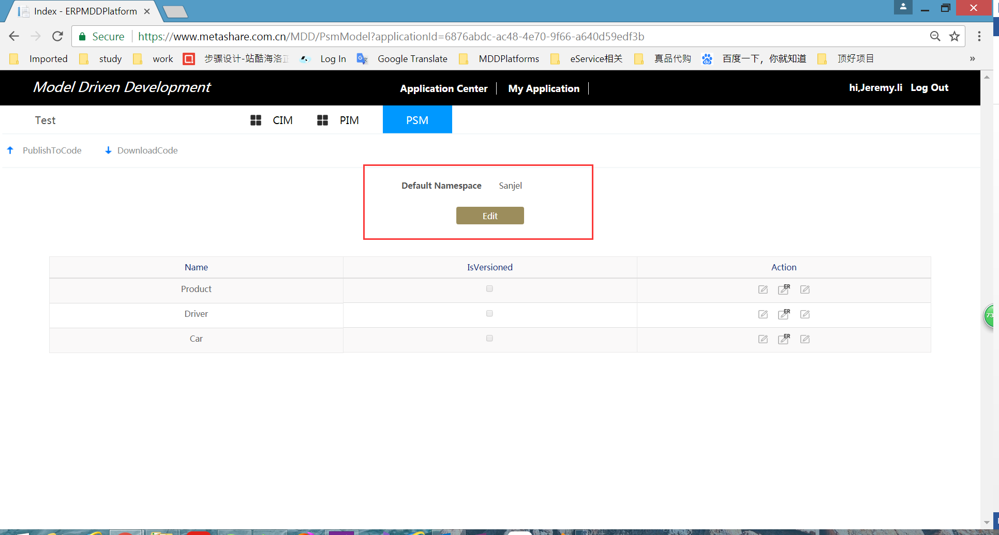 Index - ERPMDDPlatform
Secure https://www.metashare.com.cn/MDD/PsmModel?applicationId=6876abdc-ac48-4e70-9f66-a640d59edf3b
Imported study work 步骤设计-站酷海洛 Log In Google Translate MDDPlatforms eService相关 真品代购 百度一下，你就知道 顶好项目 »
Model Driven Development Application Center My Application hi,Jeremy.li Log Out
Test CIM PIM PSM
PublishToCode DownloadCode
Default Namespace Sanjel
Edit
Name IsVersioned Action
Product ER
Driver ER
Car ER
73